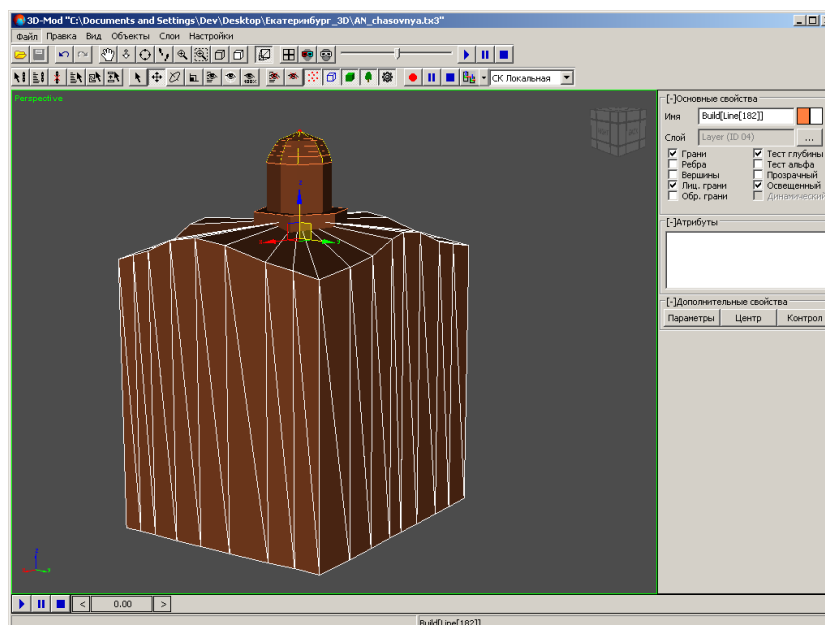 3D-Mod "C:\Documents and Settings\Dev\Desktop\Екатеринбург_3D\AN_chasovnya.tx3"
Файл Правка Вид Объекты Слои Настройки
СК Локальная
Perspective
[-]Основные свойства
Имя Build[Line[182]]
Слой Layer (ID 04) ...
Грани Тест глубины
Ребра Тест альфа
Вершины Прозрачный
Лиц. грани Освещенный
Обр. грани Динамический
[-]Атрибуты
[-]Дополнительные свойства
Параметры Центр Контрол
< 0.00 >
Build[Line[182]]